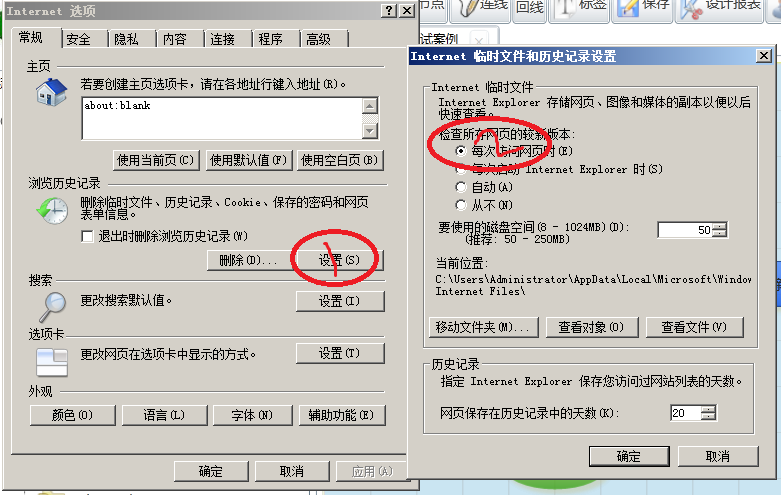 节点
连线
回线
标签
保存
设计报表
试案例
Internet 选项
常规
安全
隐私
内容
连接
程序
高级
主页
若要创建主页选项卡，请在各地址行键入地址(R)。
about:blank
使用当前页(C)
使用默认值(F)
使用空白页(B)
浏览历史记录
删除临时文件、历史记录、Cookie、保存的密码和网页
表单信息。
退出时删除浏览历史记录(W)
删除(D)...
设置(S)
1
搜索
更改搜索默认值。
设置(I)
选项卡
更改网页在选项卡中显示的方式。
设置(T)
外观
颜色(O)
语言(L)
字体(N)
辅助功能(E)
确定
取消
应用(A)
Internet 临时文件和历史记录设置
Internet 临时文件
Internet Explorer 存储网页、图像和媒体的副本以便以后
快速查看。
检查所存网页的较新版本:
2
每次访问网页时(E)
每次启动 Internet Explorer 时(S)
自动(A)
从不(N)
要使用的磁盘空间(8 - 1024MB)(D):
50
(推荐: 50 - 250MB)
当前位置:
C:\Users\Administrator\AppData\Local\Microsoft\Window
Internet Files\
移动文件夹(M)...
查看对象(O)
查看文件(V)
历史记录
指定 Internet Explorer 保存您访问过网站列表的天数。
网页保存在历史记录中的天数(K):
20
确定
取消